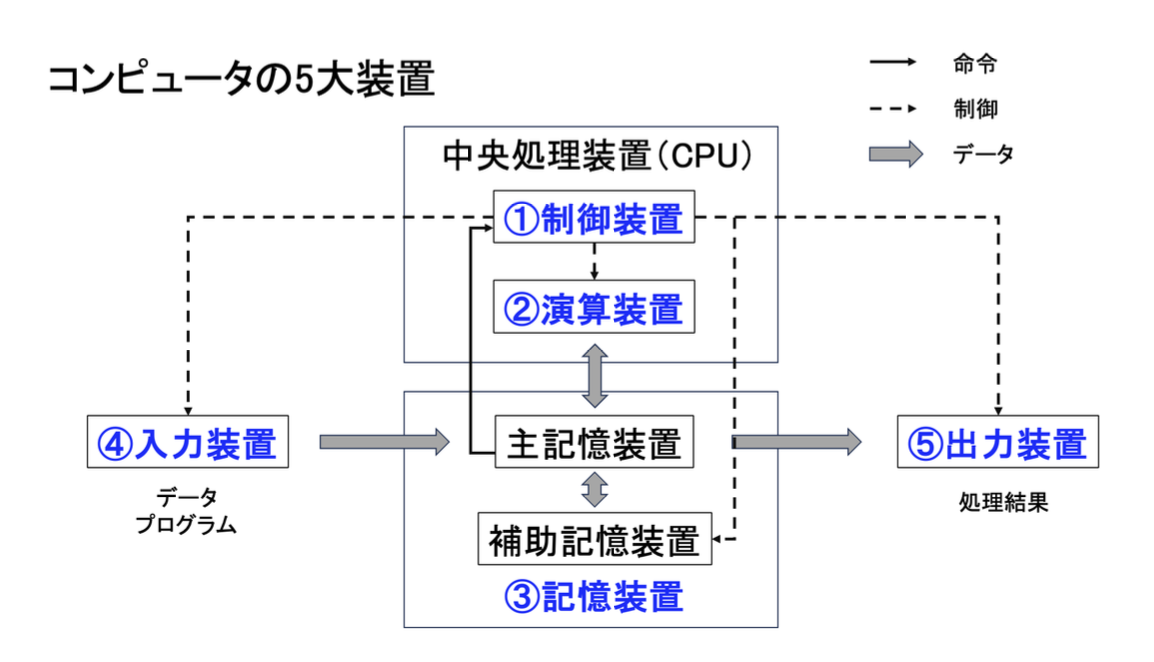 コンピュータの5大装置
命令
制御
データ
中央処理装置（CPU）
①制御装置
②演算装置
④入力装置
データ
プログラム
主記憶装置
補助記憶装置
③記憶装置
⑤出力装置
処理結果